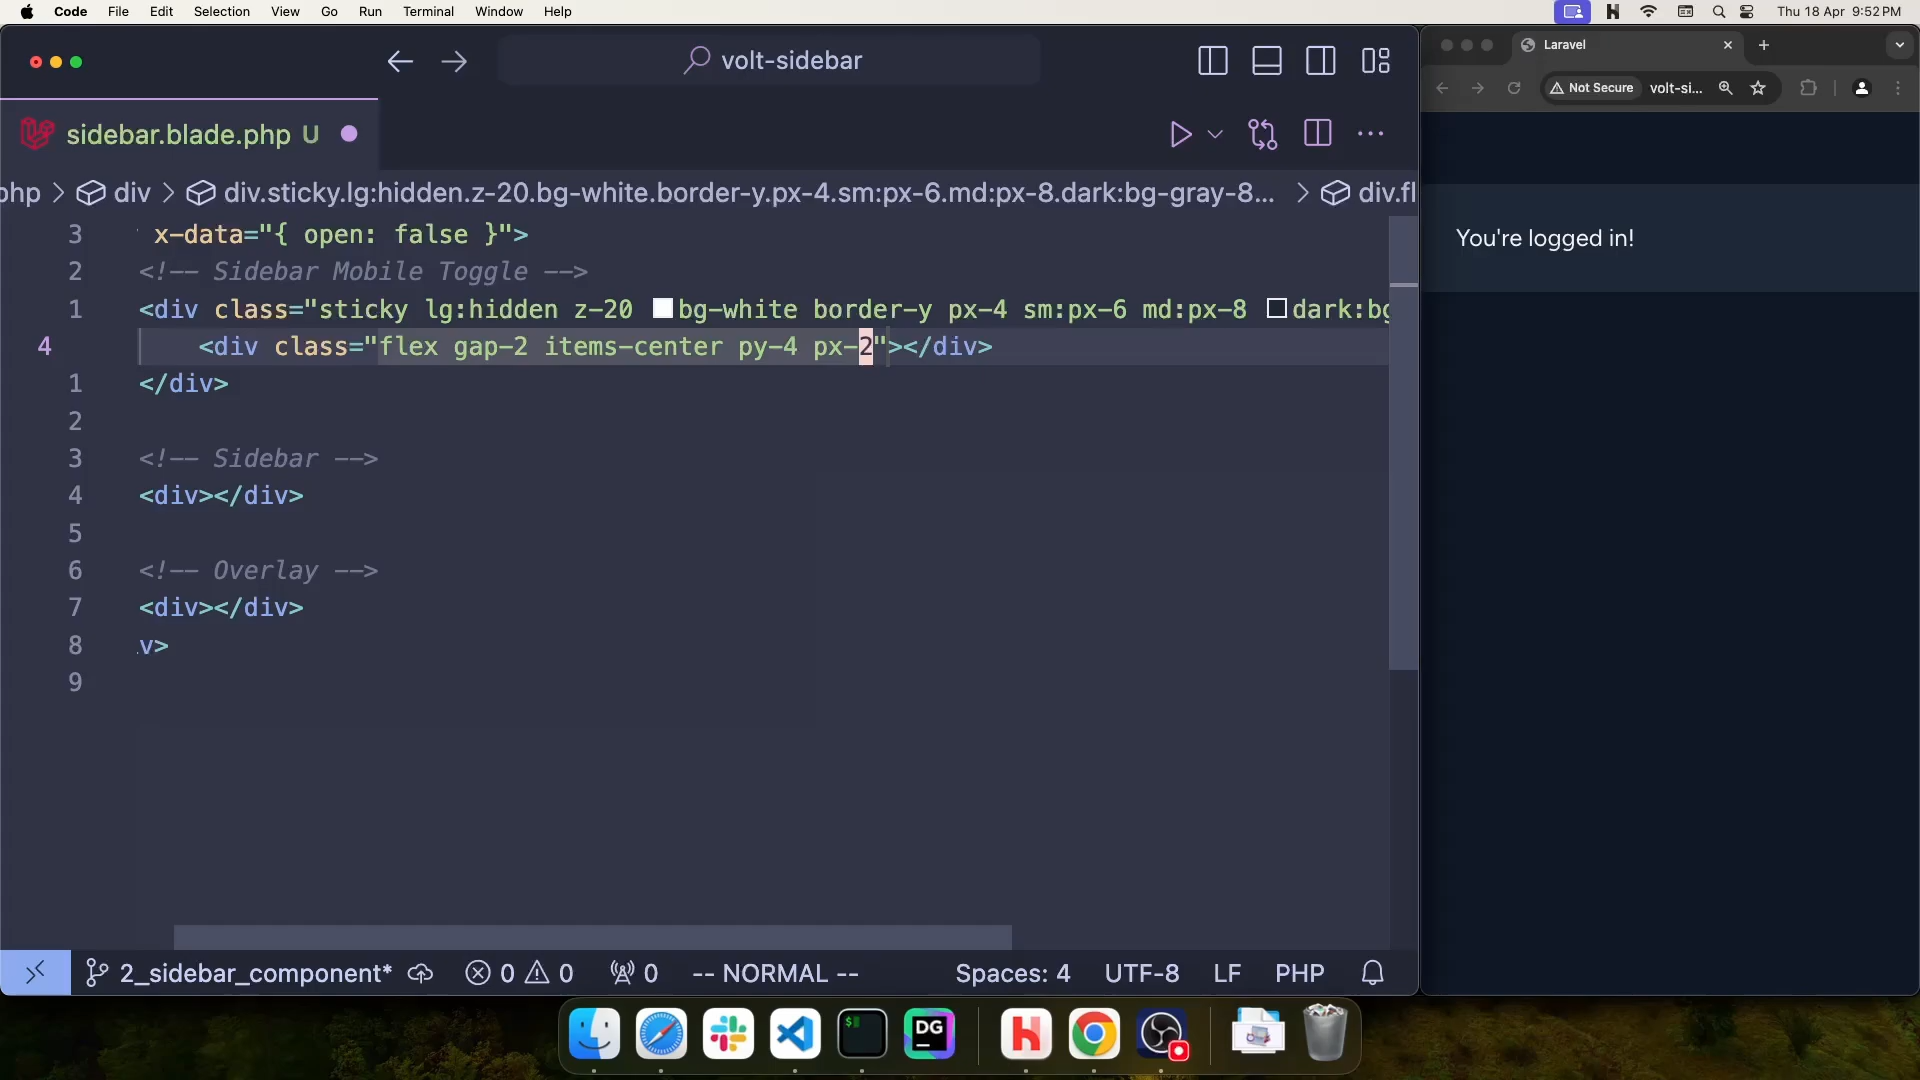 Code File Edit Selection View Go Run Terminal Window Help
Thu 18 Apr 9:52 PM
volt-sidebar
sidebar.blade.php U
php > div > div.sticky.lg:hidden.z-20.bg-white.border-y.px-4.sm:px-6.md:px-8.dark:bg-gray-8... > div.fl
3 x-data="{ open: false }">
2 <!-- Sidebar Mobile Toggle -->
1 <div class="sticky lg:hidden z-20 bg-white border-y px-4 sm:px-6 md:px-8 dark:bg
4 <div class="flex gap-2 items-center py-4 px-2"></div>
1 </div>
2
3 <!-- Sidebar -->
4 <div></div>
5
6 <!-- Overlay -->
7 <div></div>
8 v>
9
2_sidebar_component* 0 0 0 -- NORMAL -- Spaces: 4 UTF-8 LF PHP
Laravel
Not Secure volt-si...
You're logged in!
$
DG